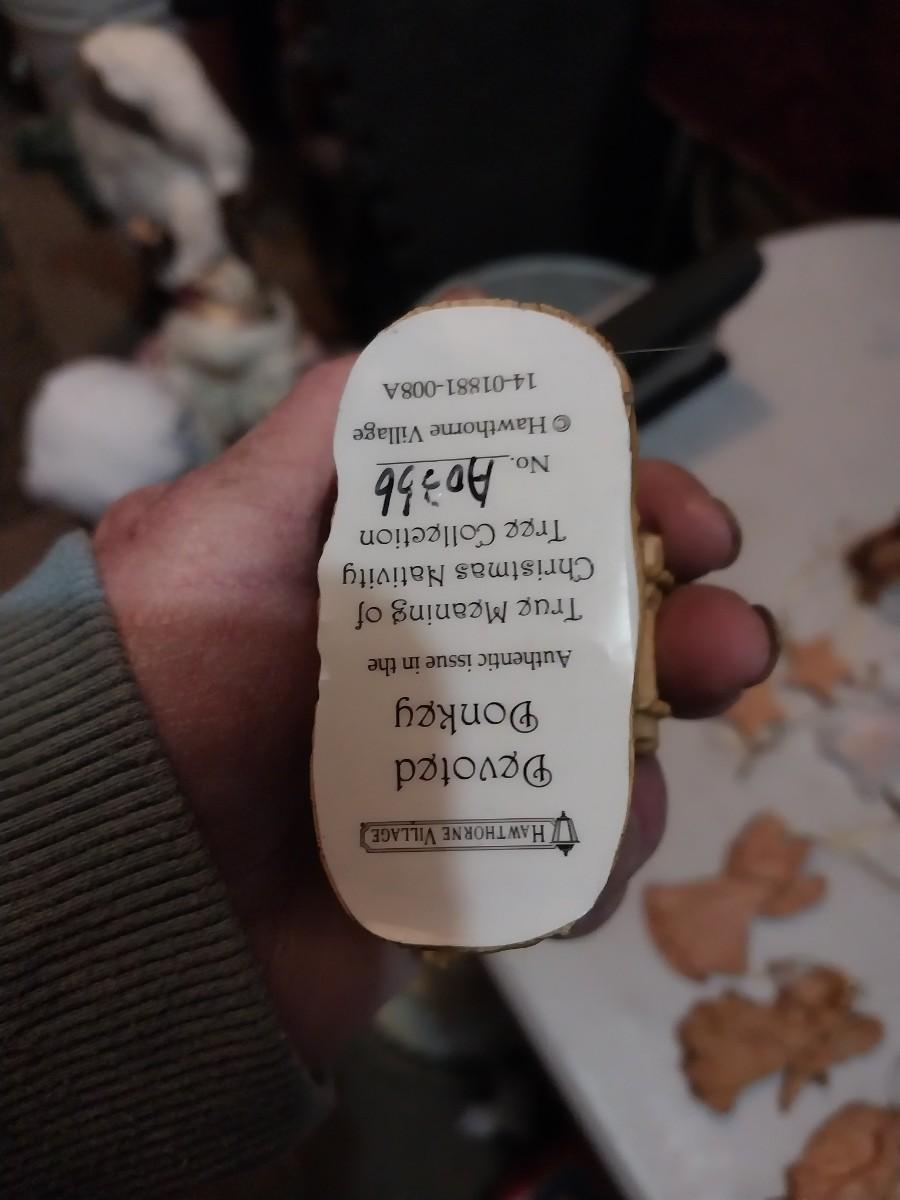 HAWTHORNE VILLAGE
Devoted
Donkey
Authentic issue in the
True Meaning of
Christmas Nativity
Tree Collection
No. A0336
© Hawthorne Village
14-01881-008A